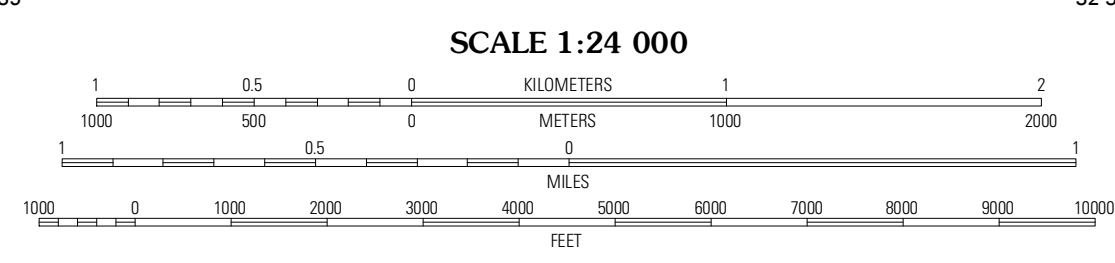 SCALE 1:24 000
1 0.5 0 KILOMETERS 1 2
1000 500 0 METERS 1000 2000
1 0.5 0 1
MILES
1000 0 1000 2000 3000 4000 5000 6000 7000 8000 9000 10000
FEET